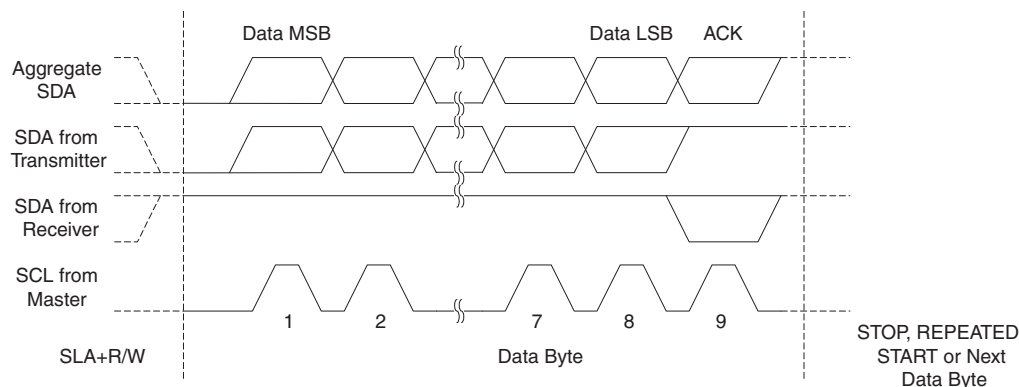 Data MSB
Data LSB
ACK
Aggregate
SDA
SDA from
Transmitter
SDA from
Receiver
SCL from
Master
1
2
7
8
9
SLA+R/W
Data Byte
STOP, REPEATED
START or Next
Data Byte